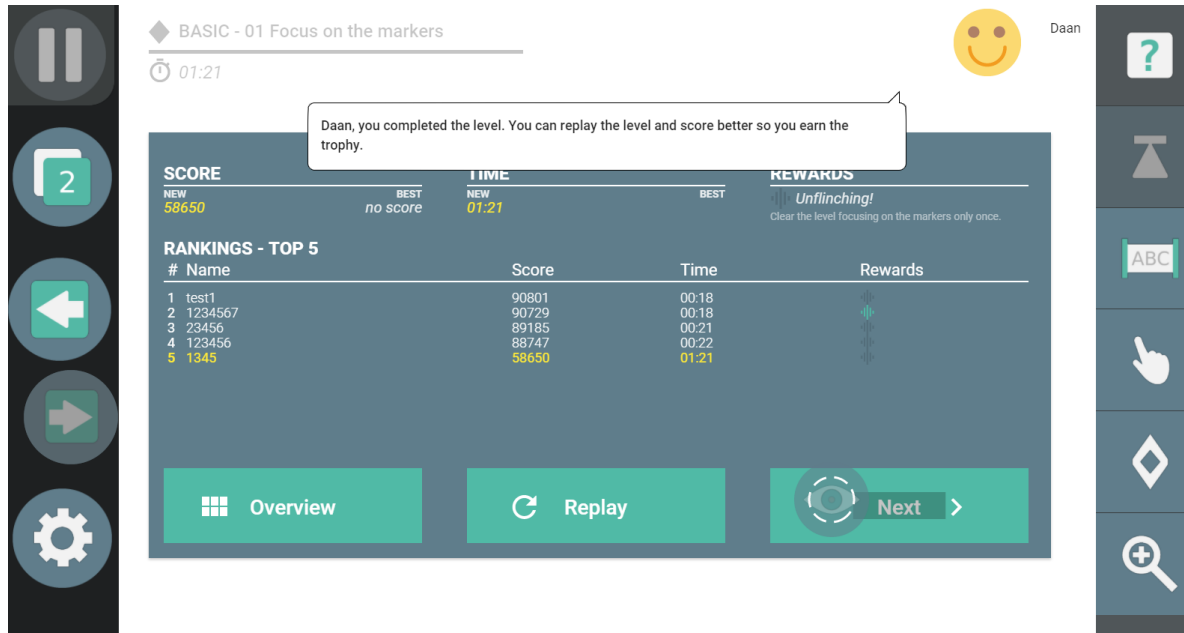 BASIC - 01 Focus on the markers
Daan
01:21
?
Daan, you completed the level. You can replay the level and score better so you earn the
trophy.
2
SCORE TIME REWARDS
NEW BEST NEW BEST Unflinching!
58650 no score 01:21
Clear the level focusing on the markers only once.
ABC
RANKINGS - TOP 5
# Name Score Time Rewards
1 test1 90801 00:18
2 1234567 90729 00:18
3 23456 89185 00:21
4 123456 88747 00:22
5 1345 58650 01:21
Overview Replay Next